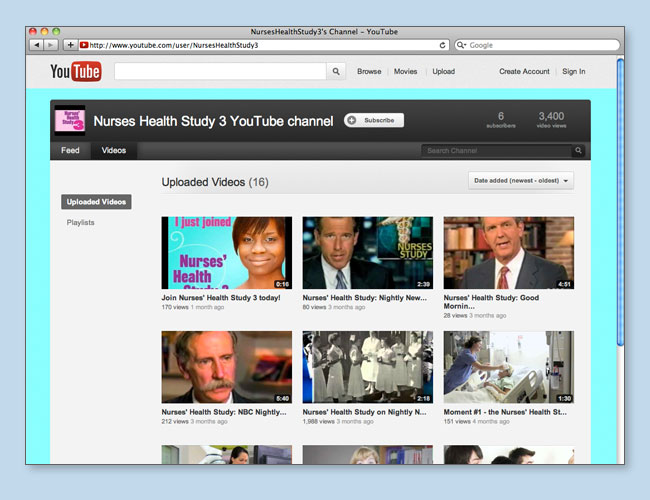 NursesHealthStudy3's Channel – YouTube
http://www.youtube.com/user/NursesHealthStudy3
Google
YouTube
Browse
Movies
Upload
Create Account
Sign In
Nurses' Health Study 3
Nurses Health Study 3 YouTube channel
Subscribe
6
subscribers
3,400
video views
Feed
Videos
Search Channel
Uploaded Videos (16)
Date added (newest - oldest)
Uploaded Videos
Playlists
I just joined
Nurses'
Health
0:16
NURSES
STUDY
2:39
4:51
Join Nurses' Health Study 3 today!
170 views 1 month ago
Nurses' Health Study: Nightly New...
80 views 3 months ago
Nurses' Health Study: Good
Mornin...
28 views 3 months ago
5:40
2:18
1:30
Nurses' Health Study: NBC Nightly...
212 views 3 months ago
Nurses' Health Study on Nightly N...
1,988 views 3 months ago
Moment #1 - the Nurses' Health St...
151 views 4 months ago